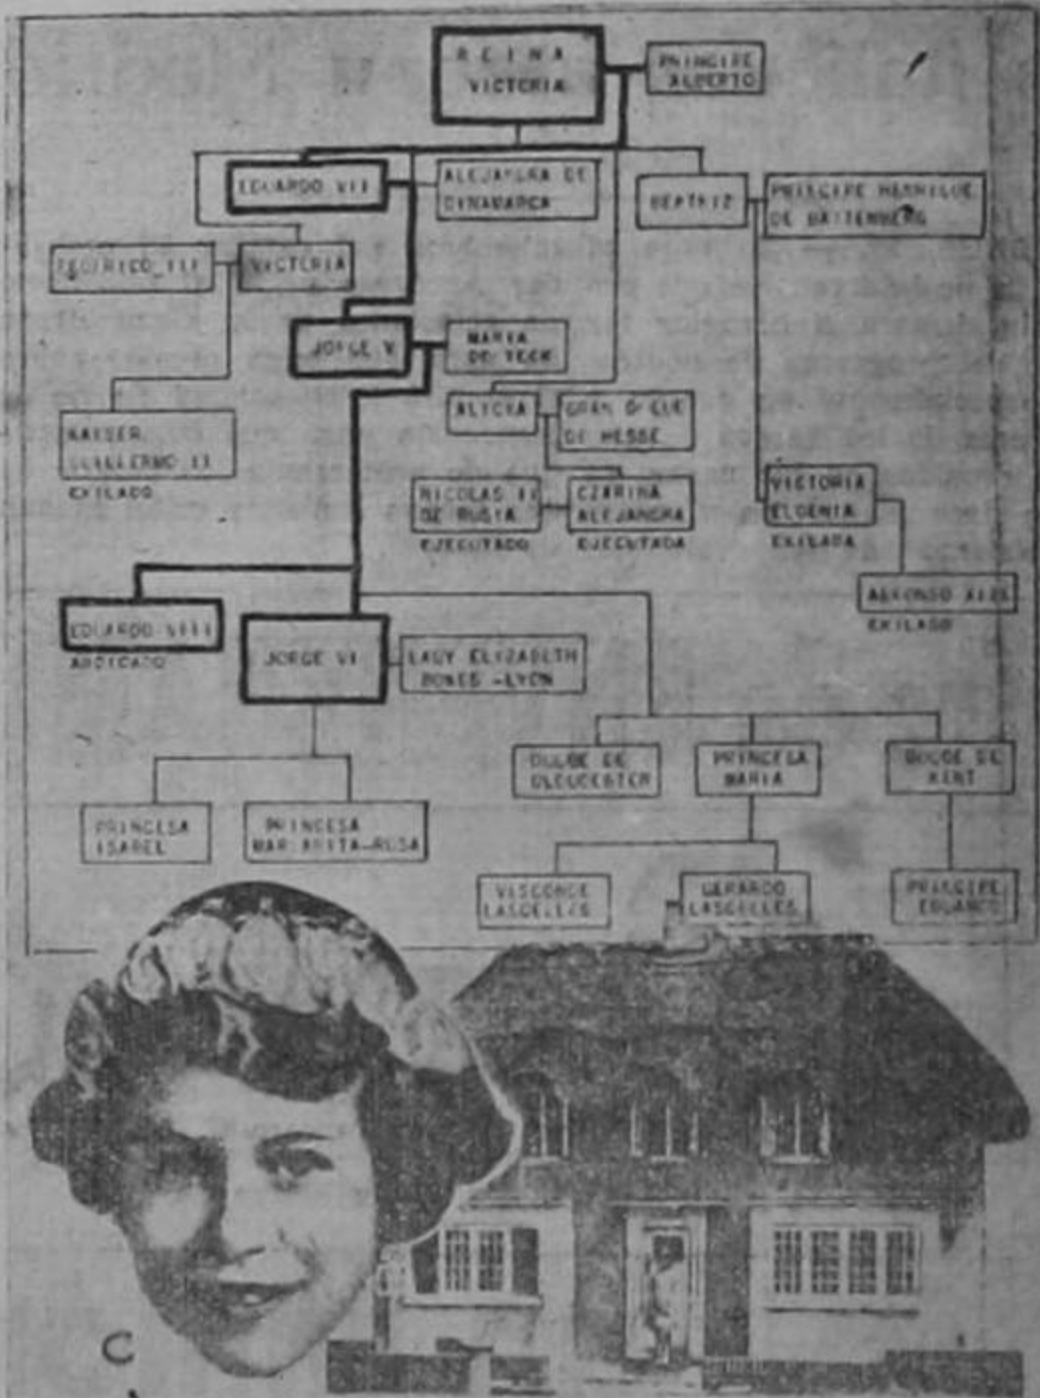 REINA
VICTORIA
PRINCIPE
ALBERTO
EDUARDO VII
ALEJANDRA DE
DINAMARCA
BEATRIZ
PRINCIPE HENRIQUE
DE BATTENBERG
FEDERICO III
VICTORIA
JORGE V
MARIA
DE TECK
ALICIA
GRAN DUQUE
DE HESSE
KAISER
GUILLERMO II
EXILADO
NICOLAS II
DE RUSIA
EJECUTADO
CZARINA
ALEJANDRA
EJECUTADA
VICTORIA
EUGENIA
EXILADA
ALFONSO XIII
EXILADO
EDUARDO VIII
ABDICADO
JORGE VI
LADY ELIZABETH
BOWES-LYON
DUQUE DE
GLOUCESTER
PRINCESA
MARIA
DUQUE DE
KENT
PRINCESA
ISABEL
PRINCESA
MARGARITA-ROSA
VISCONDE
LASCELLES
GERARDO
LASCELLES
PRINCIPE
EDUARDO
C